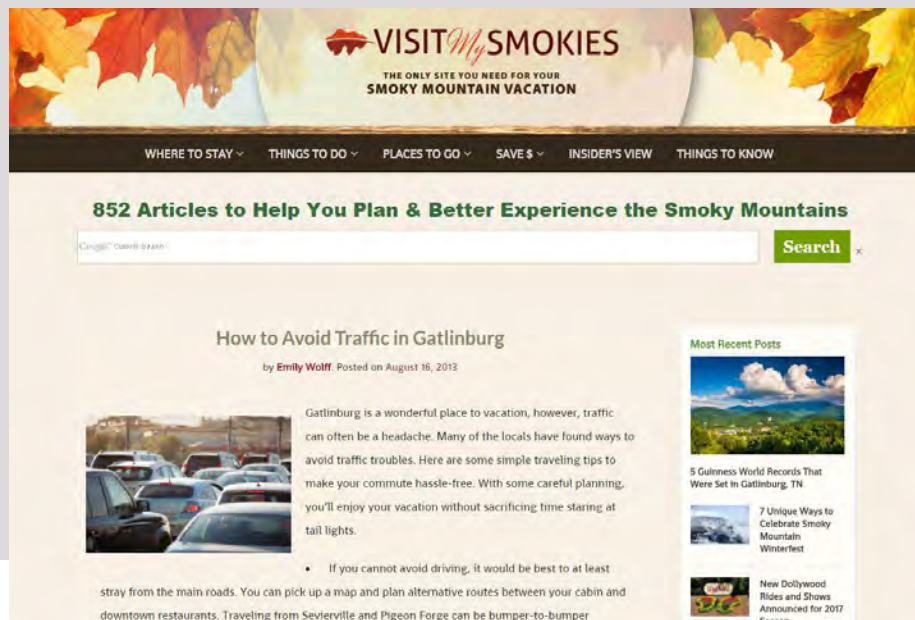 VISIT My SMOKIES
THE ONLY SITE YOU NEED FOR YOUR
SMOKY MOUNTAIN VACATION
WHERE TO STAY THINGS TO DO PLACES TO GO SAVE $ INSIDER'S VIEW THINGS TO KNOW
852 Articles to Help You Plan & Better Experience the Smoky Mountains
Google Custom Search
Search
x
How to Avoid Traffic in Gatlinburg
by Emily Wolff. Posted on August 16, 2013
Gatlinburg is a wonderful place to vacation, however, traffic
can often be a headache. Many of the locals have found ways to
avoid traffic troubles. Here are some simple traveling tips to
make your commute hassle-free. With some careful planning,
you'll enjoy your vacation without sacrificing time staring at
tail lights.
• If you cannot avoid driving, it would be best to at least
stray from the main roads. You can pick up a map and plan alternative routes between your cabin and
downtown restaurants. Traveling from Sevierville and Pigeon Forge can be bumper-to-bumper
Most Recent Posts
5 Guinness World Records That
Were Set in Gatlinburg, TN
7 Unique Ways to
Celebrate Smoky
Mountain
Winterfest
New Dollywood
Rides and Shows
Announced for 2017